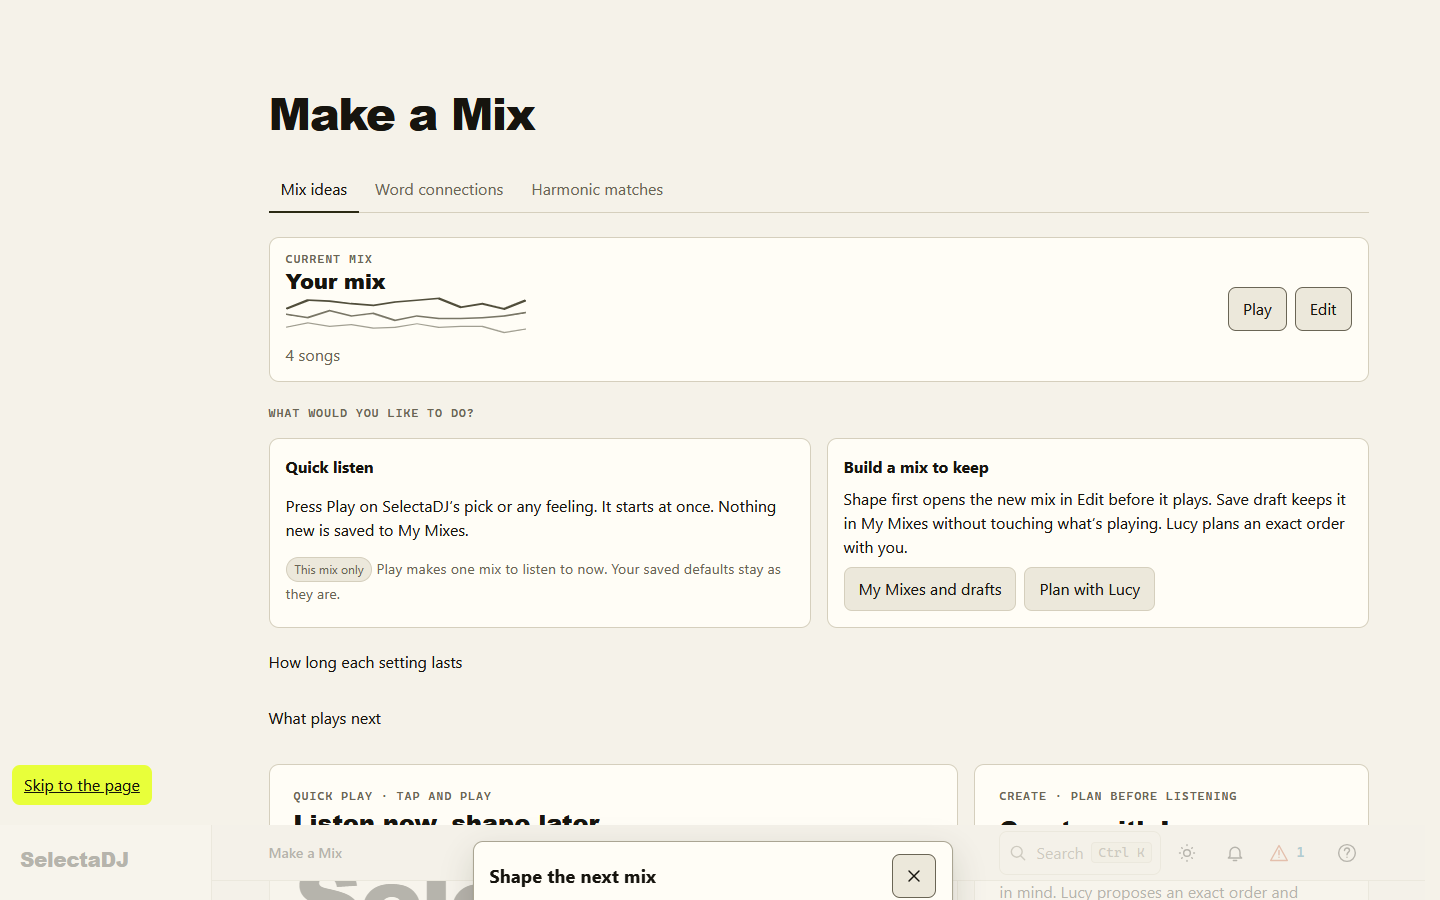 Make a Mix
Mix ideas
Word connections
Harmonic matches
CURRENT MIX
Your mix
4 songs
Play
Edit
WHAT WOULD YOU LIKE TO DO?
Quick listen
Press Play on SelectaDJ's pick or any feeling. It starts at once. Nothing
new is saved to My Mixes.
This mix only Play makes one mix to listen to now. Your saved defaults stay as
they are.
Build a mix to keep
Shape first opens the new mix in Edit before it plays. Save draft keeps it
in My Mixes without touching what's playing. Lucy plans an exact order
with you.
My Mixes and drafts
Plan with Lucy
How long each setting lasts
What plays next
Skip to the page
QUICK PLAY · TAP AND PLAY
Listen now, shape later
CREATE · PLAN BEFORE LISTENING
SelectaDJ
Make a Mix
Search
Ctrl K
1
Shape the next mix
in mind. Lucy proposes an exact order and